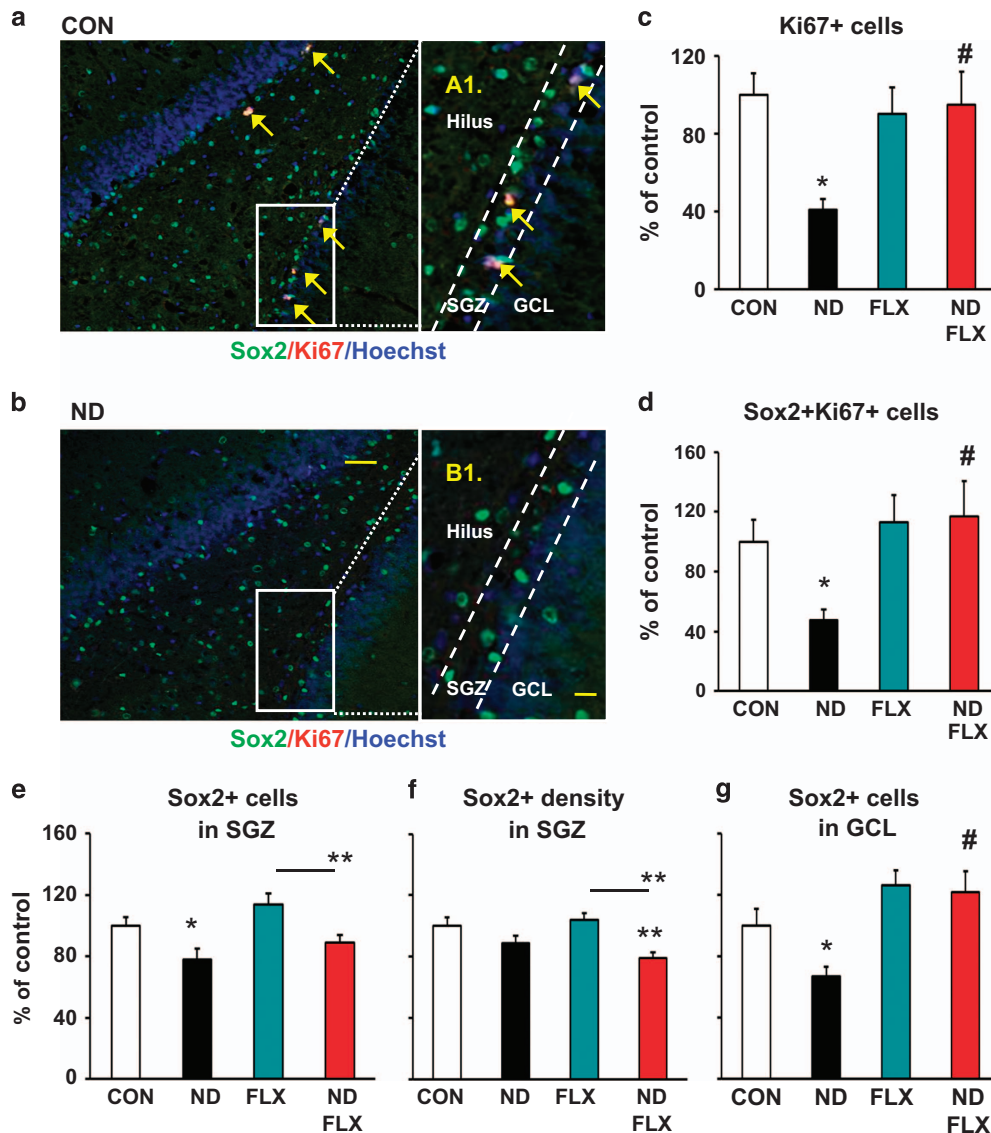 a
CON
A1.
Hilus
SGZ
GCL
Sox2/Ki67/Hoechst
b
ND
B1.
Hilus
SGZ
GCL
Sox2/Ki67/Hoechst
c
Ki67+ cells
#
120
80
40
0
% of control
*
CON
ND
FLX
ND
FLX
d
Sox2+Ki67+ cells
#
160
120
80
40
0
% of control
*
CON
ND
FLX
ND
FLX
e
Sox2+ cells
in SGZ
160
120
80
40
0
% of control
*
**
CON
ND
FLX
ND
FLX
f
Sox2+ density
in SGZ
**
**
CON
ND
FLX
ND
FLX
g
Sox2+ cells
in GCL
#
*
CON
ND
FLX
ND
FLX